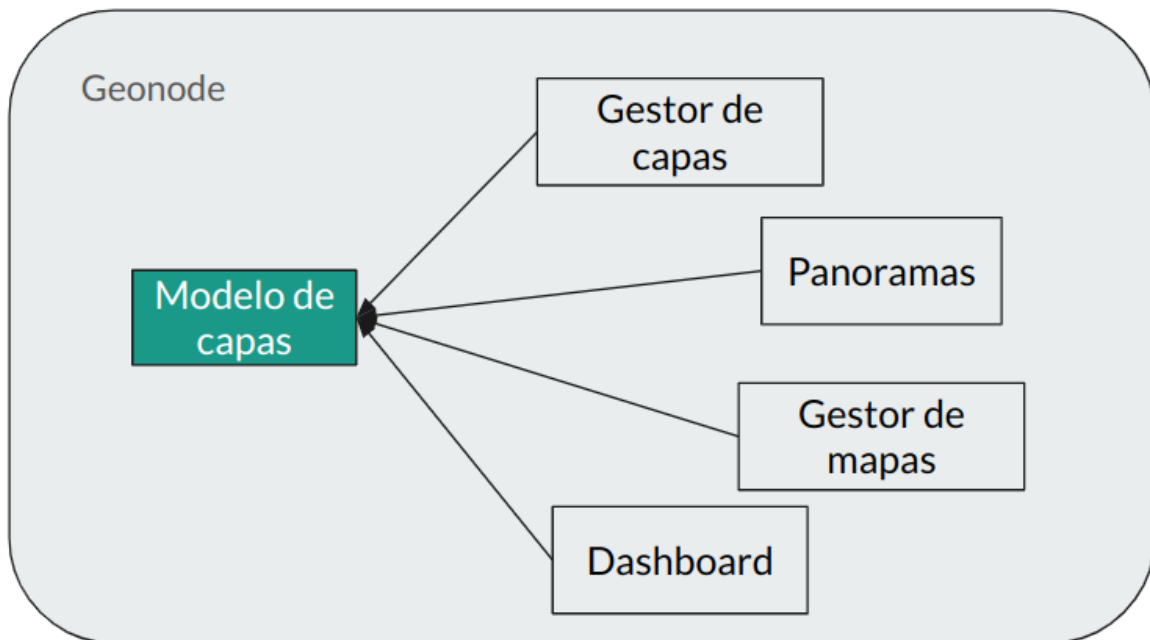 Geonode
Gestor de
capas
Panoramas
Modelo de
capas
Gestor de
mapas
Dashboard